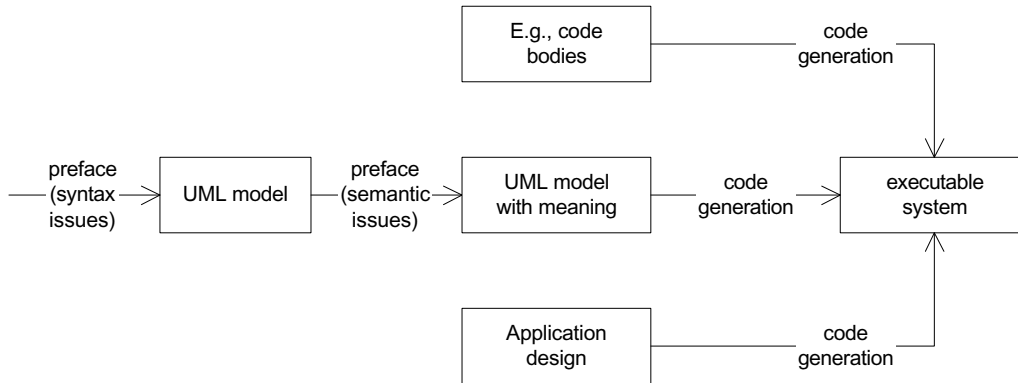 E.g., code
bodies
code
generation
preface
(syntax
issues)
UML model
preface
(semantic
issues)
UML model
with meaning
code
generation
executable
system
Application
design
code
generation